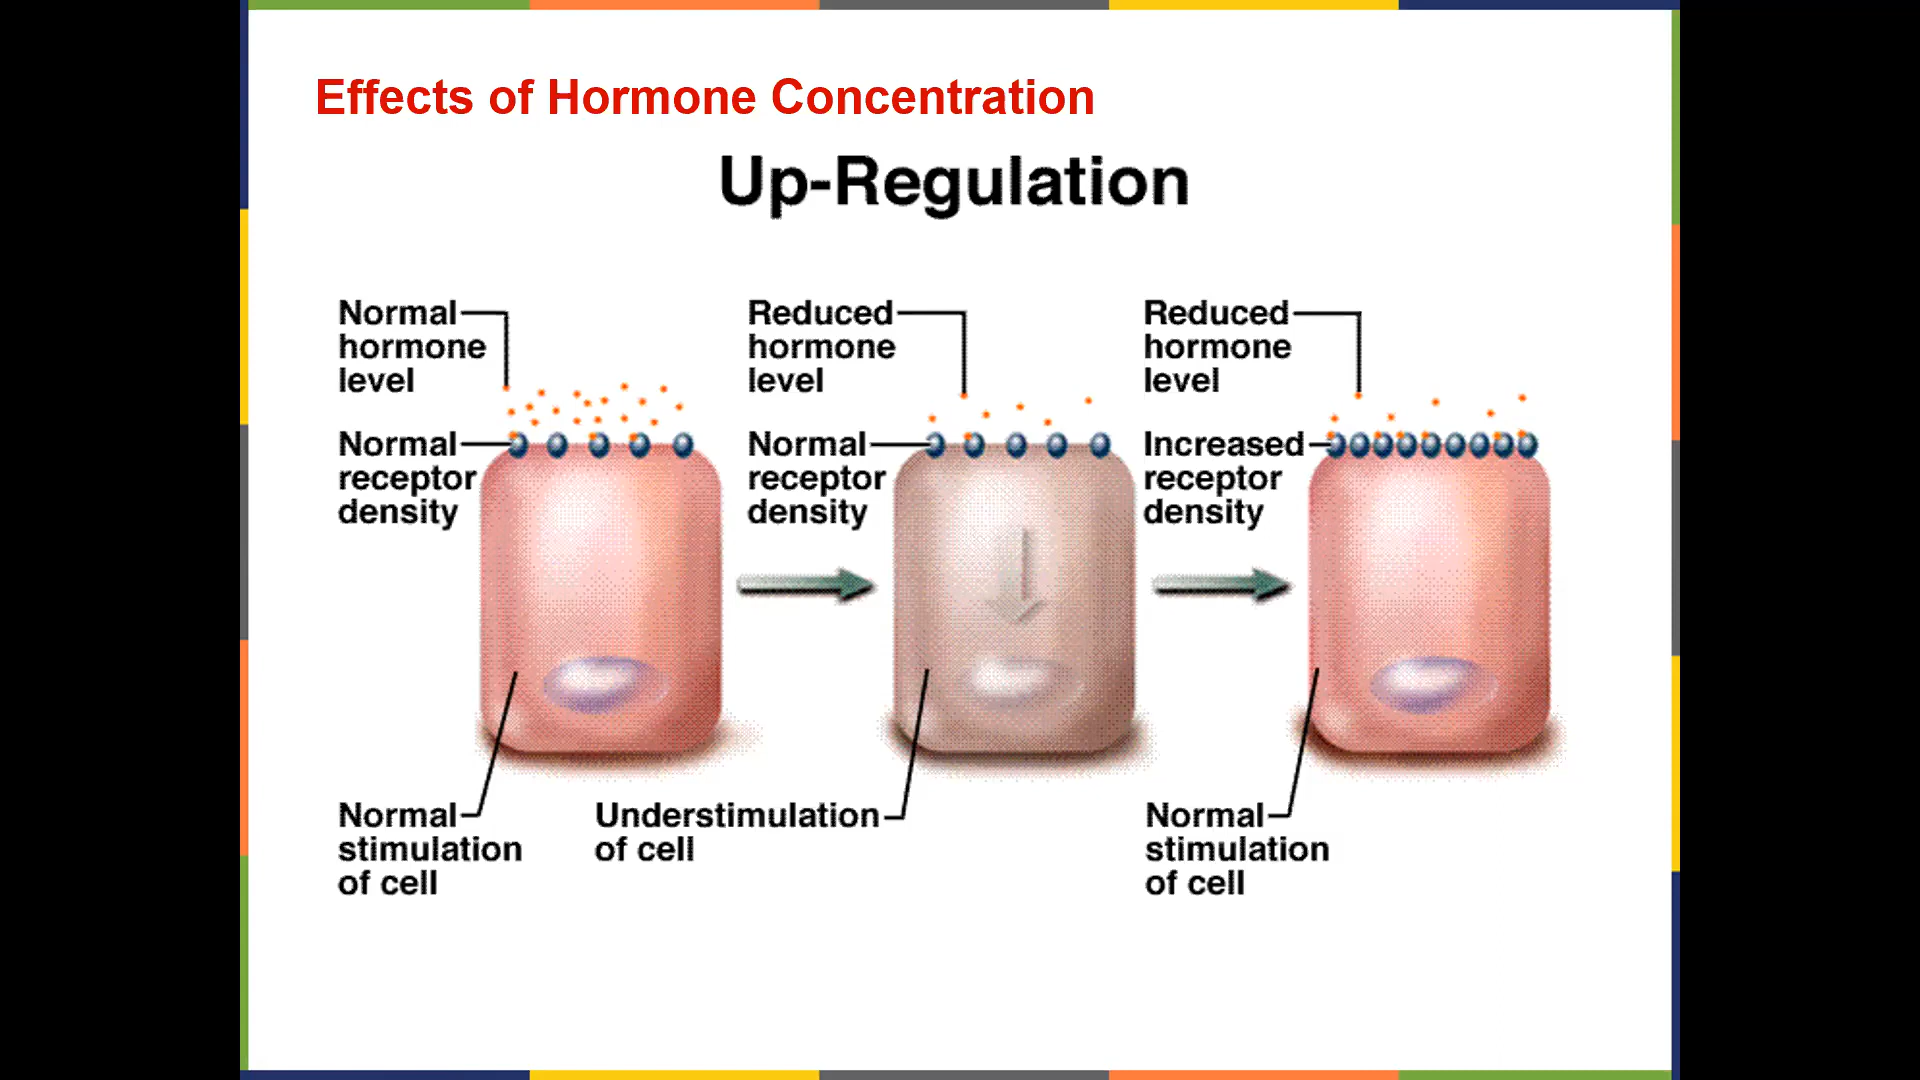 Effects of Hormone Concentration
Up-Regulation
Normal
hormone
level
Normal
receptor
density
Reduced
hormone
level
Normal
receptor
density
Reduced
hormone
level
Increased
receptor
density
Normal
stimulation
of cell
Understimulation
of cell
Normal
stimulation
of cell